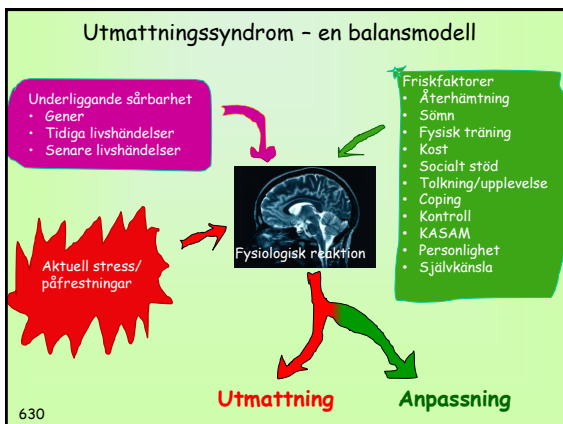 Utmattningssyndrom – en balansmodell
Underliggande sårbarhet
• Gener
• Tidiga livshändelser
• Senare livshändelser
Friskfaktorer
• Återhämtning
• Sömn
• Fysisk träning
• Kost
• Socialt stöd
• Tolkning/upplevelse
• Coping
• Kontroll
• KASAM
• Personlighet
• Självkänsla
Fysiologisk reaktion
Aktuell stress/
påfrestningar
Utmattning
Anpassning
630